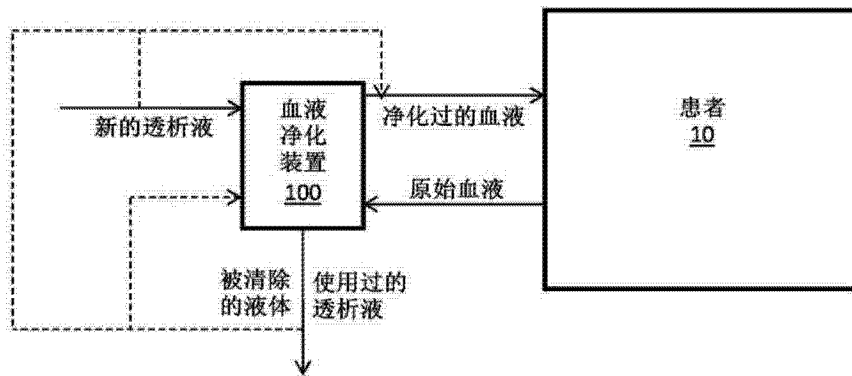 新的透析液
血液
净化
装置
100
净化过的血液
原始血液
患者
10
被清除
的液体
使用过的
透析液